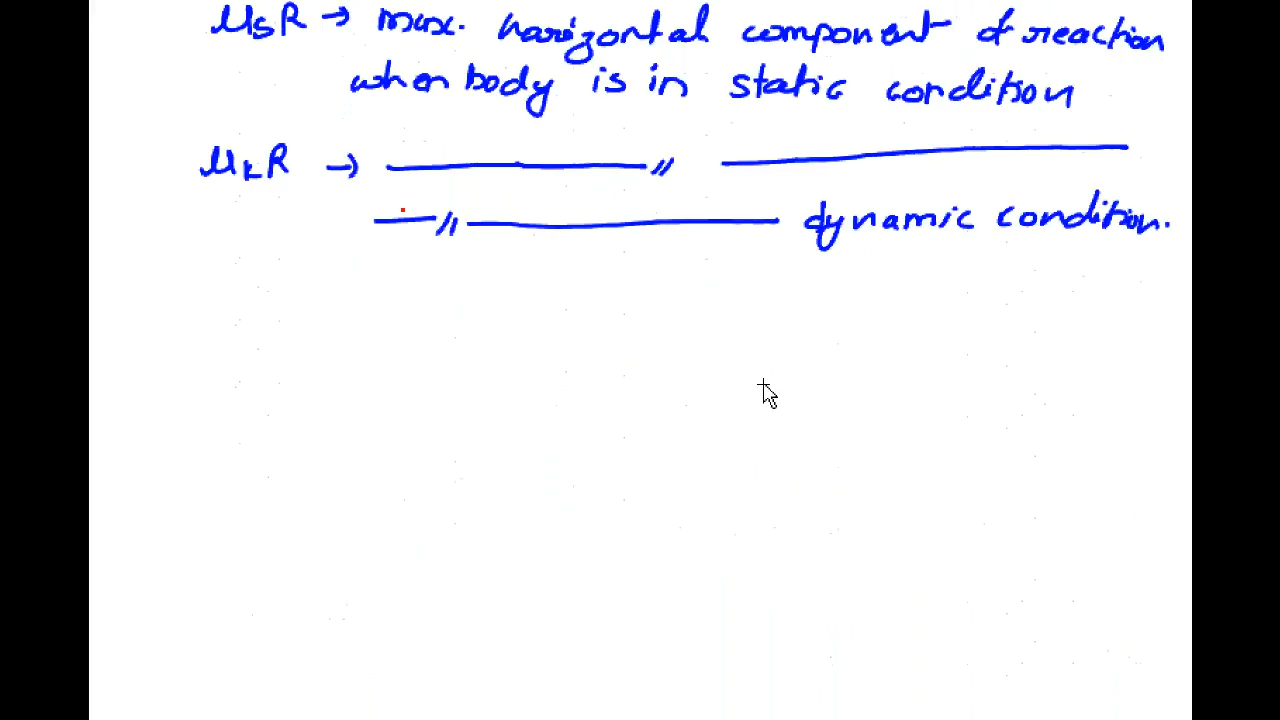 μsR → max. horizontal component of reaction
when body is in static condition
μkR → —— 〃 ——
— 〃 —— dynamic condition.